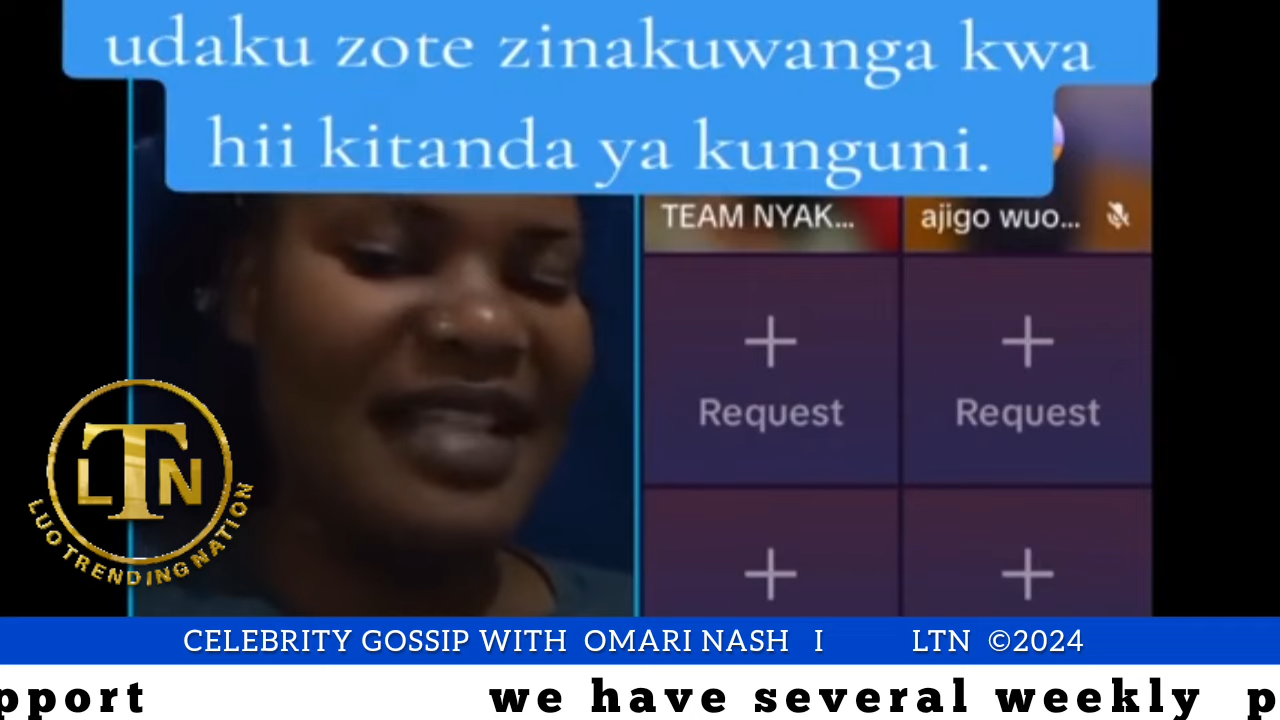 udaku zote zinakuwanga kwa
hii kitanda ya kunguni.
TEAM NYAK...
ajigo wuo...
Request
Request
LTN
LUO TRENDING NATION
CELEBRITY GOSSIP WITH OMARI NASH I LTN ©2024
pport we have several weekly p